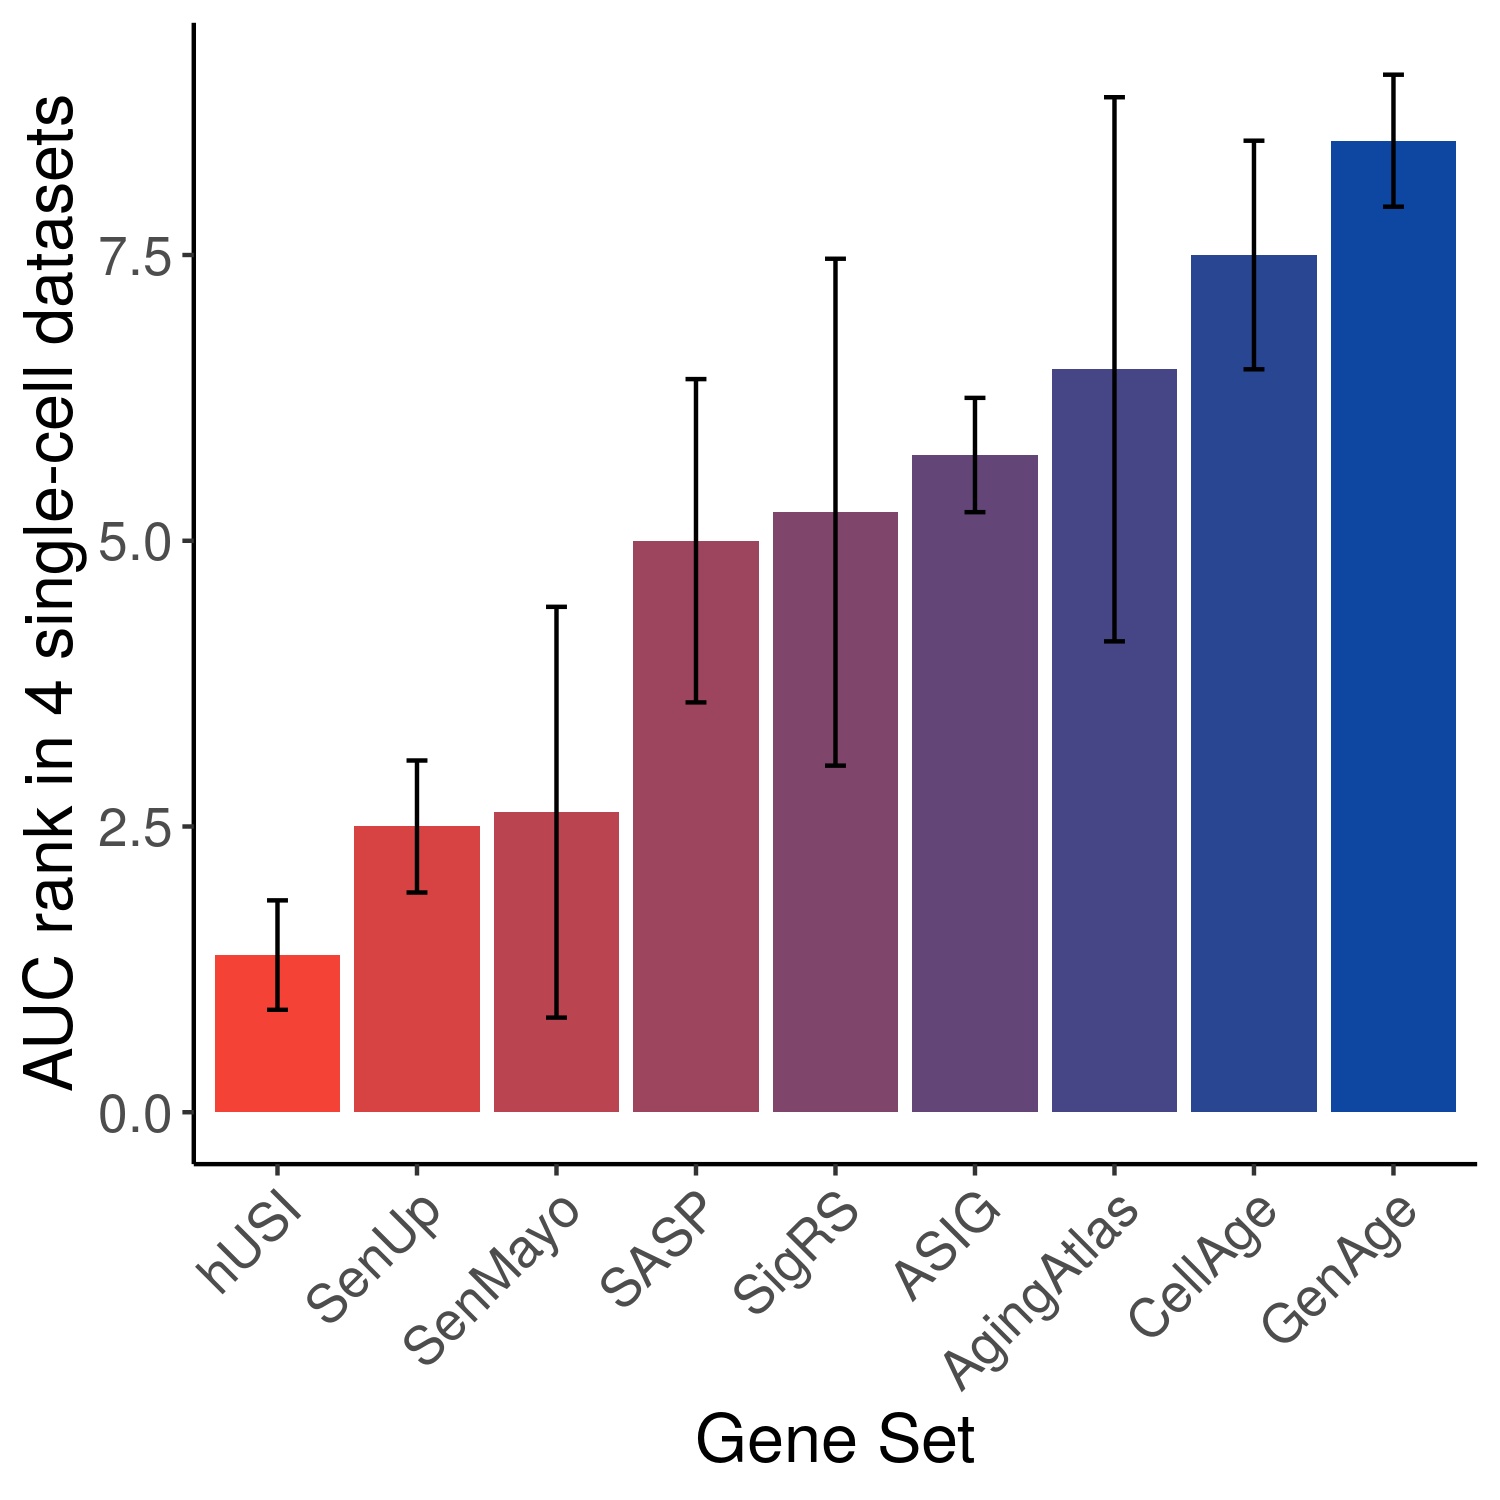 AUC rank in 4 single-cell datasets
7.5
5.0
2.5
0.0
hUSI
SenUp
SenMayo
SASP
SigRS
ASIG
AgingAtlas
CellAge
GenAge
Gene Set